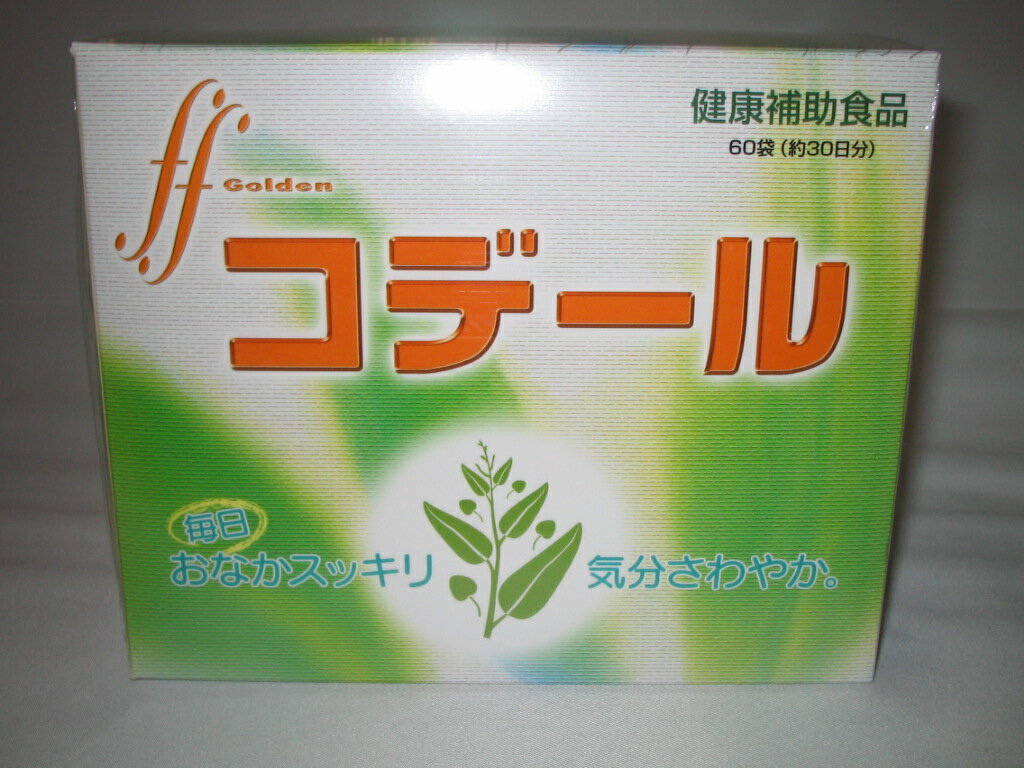 健康補助食品
60袋(約30日分)
ff
Golden
コデール
毎日
おなかスッキリ 気分さわやか。